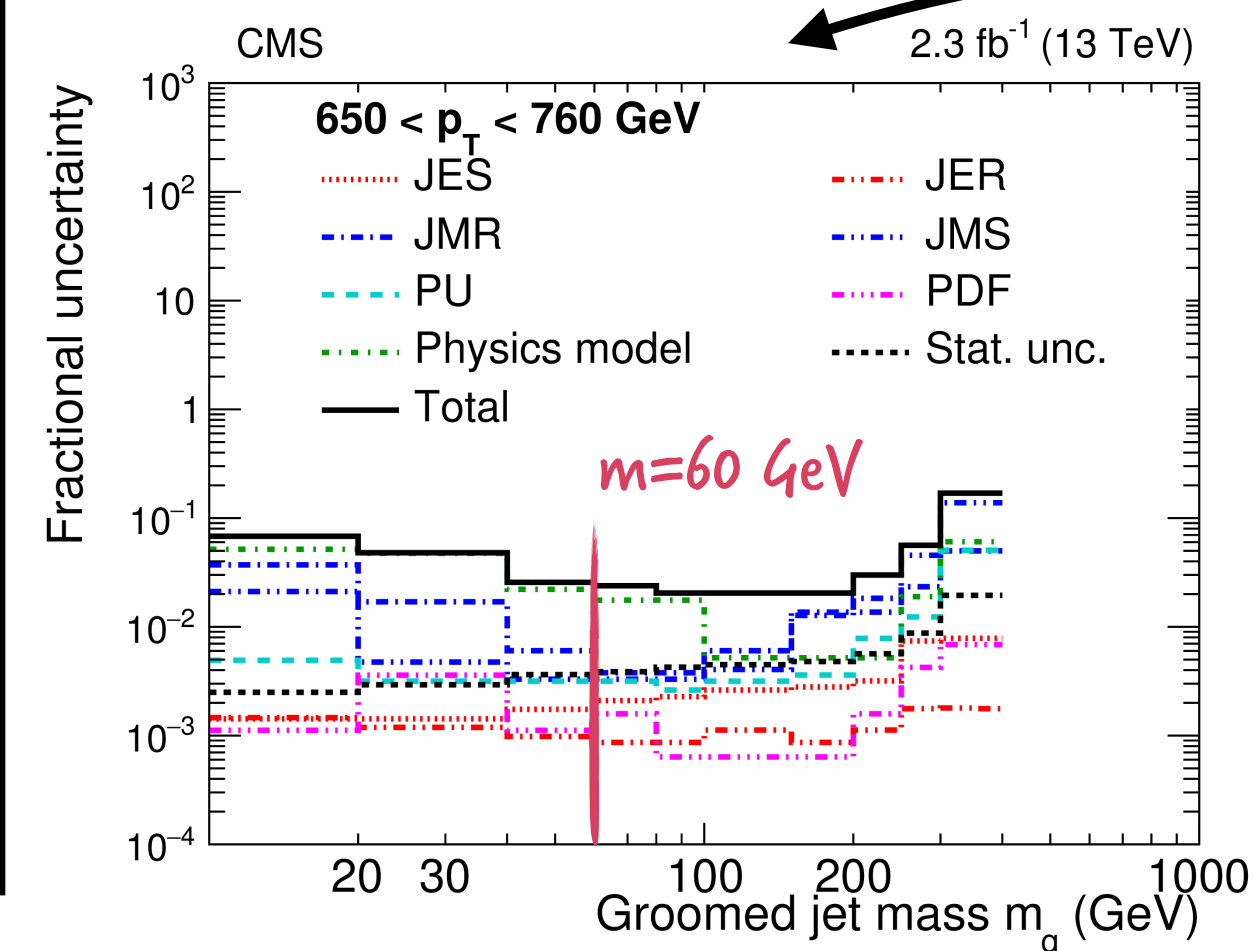 CMS 2.3 fb⁻¹ (13 TeV)
Fractional uncertainty
10³
10²
10
1
10⁻¹
10⁻²
10⁻³
10⁻⁴
650 < p_T < 760 GeV
JES JER
JMR JMS
PU PDF
Physics model Stat. unc.
Total
m=60 GeV
20 30 100 200 1000
Groomed jet mass m_g (GeV)